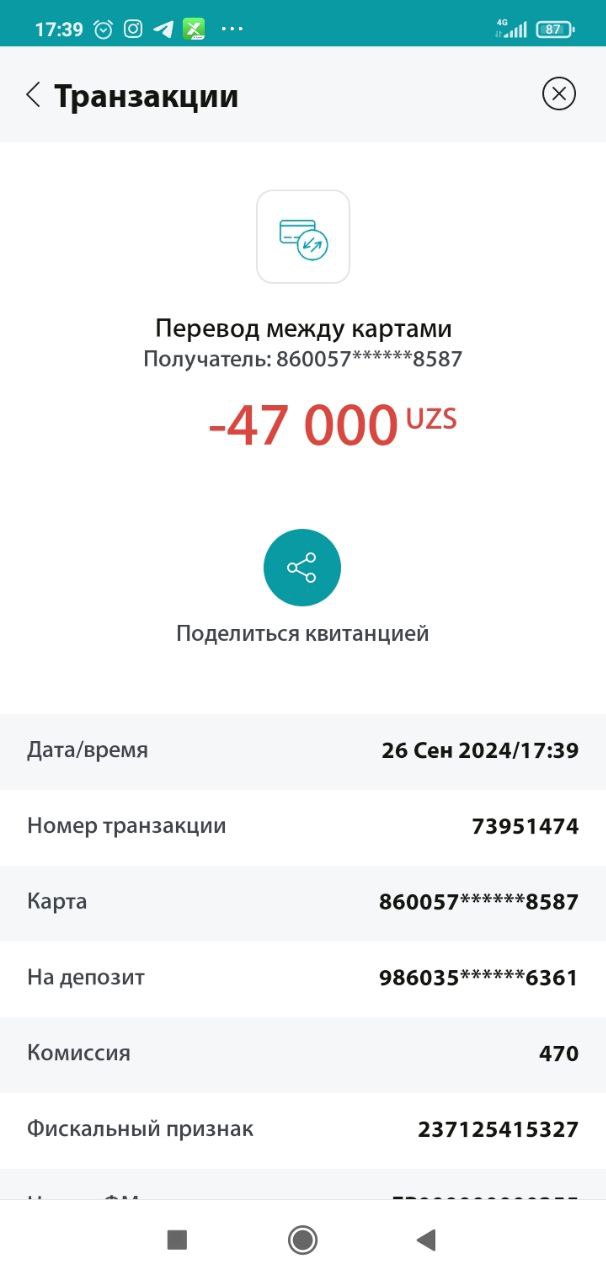 17:39
4G
87
Транзакции
Перевод между картами
Получатель: 860057******8587
-47 000 UZS
Поделиться квитанцией
Дата/время 26 Сен 2024/17:39
Номер транзакции 73951474
Карта 860057******8587
На депозит 986035******6361
Комиссия 470
Фискальный признак 237125415327